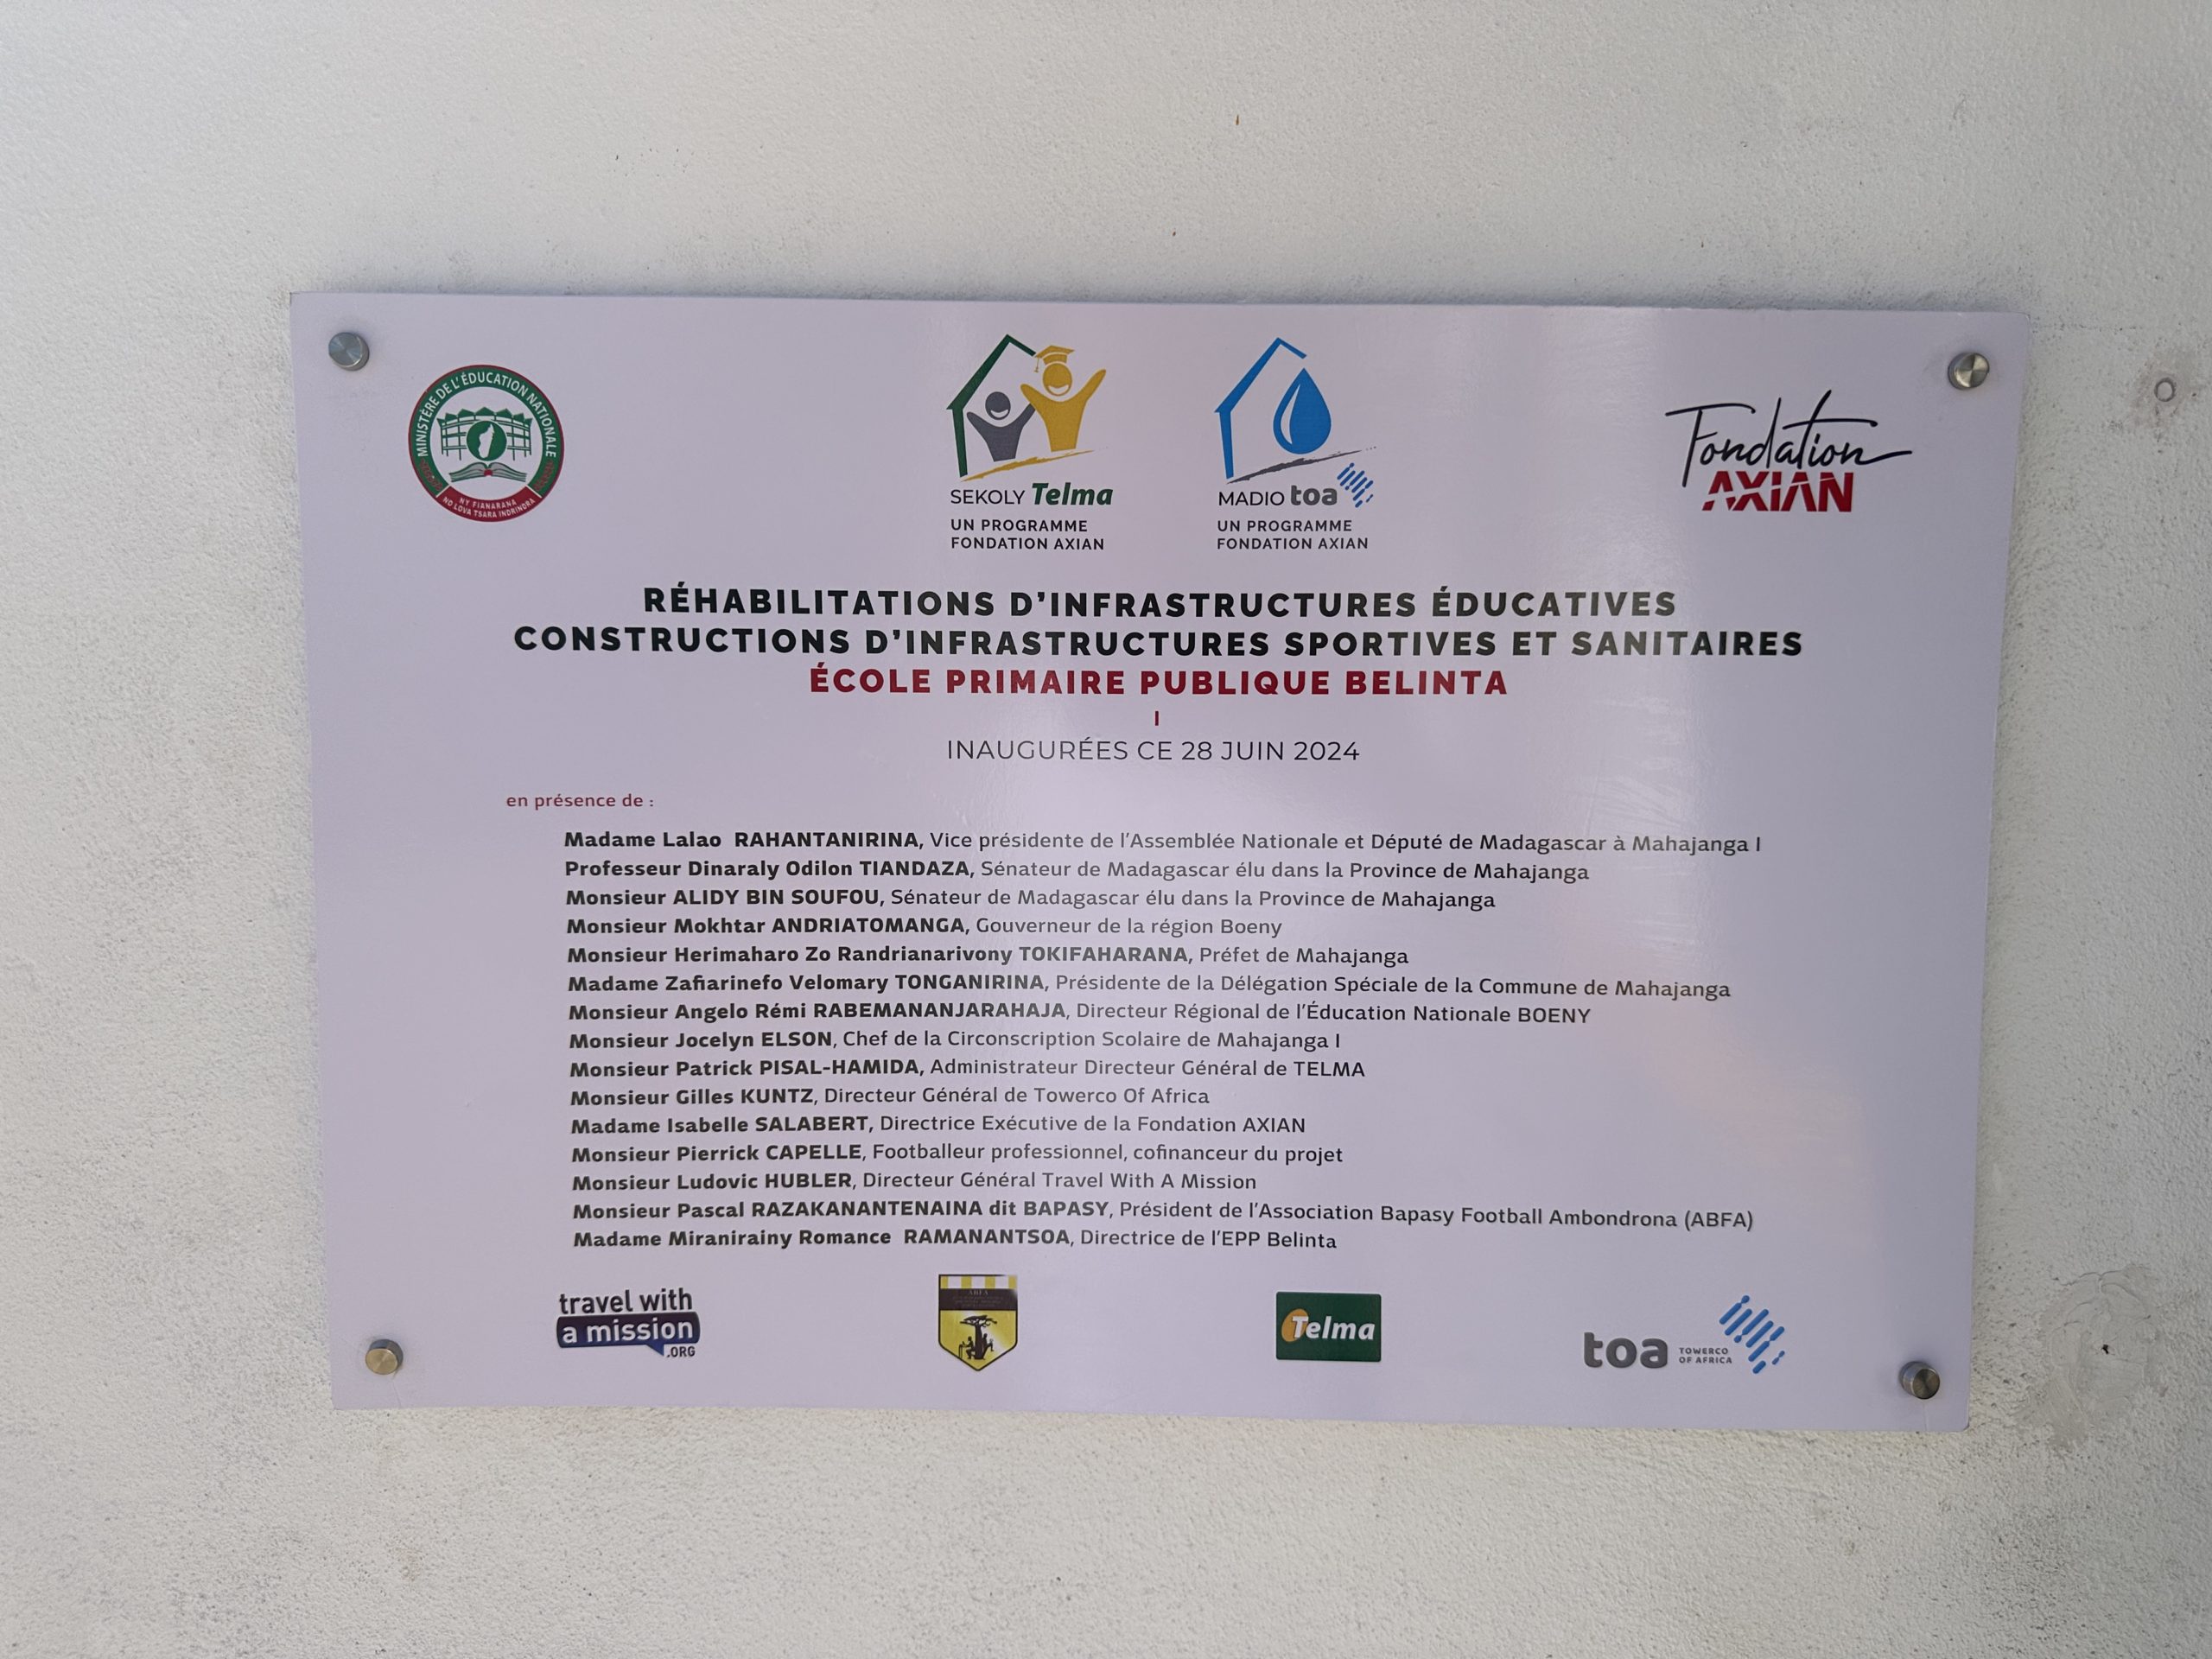 MINISTÈRE DE L'ÉDUCATION NATIONALE
NY FIANARANA
NO LOVA TSARA INDRINDRA
SEKOLY Telma
UN PROGRAMME
FONDATION AXIAN
MADIO toa
UN PROGRAMME
FONDATION AXIAN
Fondation
AXIAN
RÉHABILITATIONS D'INFRASTRUCTURES ÉDUCATIVES
CONSTRUCTIONS D'INFRASTRUCTURES SPORTIVES ET SANITAIRES
ÉCOLE PRIMAIRE PUBLIQUE BELINTA
I
INAUGURÉES CE 28 JUIN 2024
en présence de :
Madame Lalao RAHANTANIRINA, Vice présidente de l'Assemblée Nationale et Député de Madagascar à Mahajanga I
Professeur Dinaraly Odilon TIANDAZA, Sénateur de Madagascar élu dans la Province de Mahajanga
Monsieur ALIDY BIN SOUFOU, Sénateur de Madagascar élu dans la Province de Mahajanga
Monsieur Mokhtar ANDRIATOMANGA, Gouverneur de la région Boeny
Monsieur Herimaharo Zo Randrianarivony TOKIFAHARANA, Préfet de Mahajanga
Madame Zafiarinefo Velomary TONGANIRINA, Présidente de la Délégation Spéciale de la Commune de Mahajanga
Monsieur Angelo Rémi RABEMANANJARAHAJA, Directeur Régional de l'Éducation Nationale BOENY
Monsieur Jocelyn ELSON, Chef de la Circonscription Scolaire de Mahajanga I
Monsieur Patrick PISAL-HAMIDA, Administrateur Directeur Général de TELMA
Monsieur Gilles KUNTZ, Directeur Général de Towerco Of Africa
Madame Isabelle SALABERT, Directrice Exécutive de la Fondation AXIAN
Monsieur Pierrick CAPELLE, Footballeur professionnel, cofinanceur du projet
Monsieur Ludovic HUBLER, Directeur Général Travel With A Mission
Monsieur Pascal RAZAKANANTENAINA dit BAPASY, Président de l'Association Bapasy Football Ambondrona (ABFA)
Madame Miranirainy Romance RAMANANTSOA, Directrice de l'EPP Belinta
travel with
a mission
.ORG
Telma
toa TOWERCO
OF AFRICA